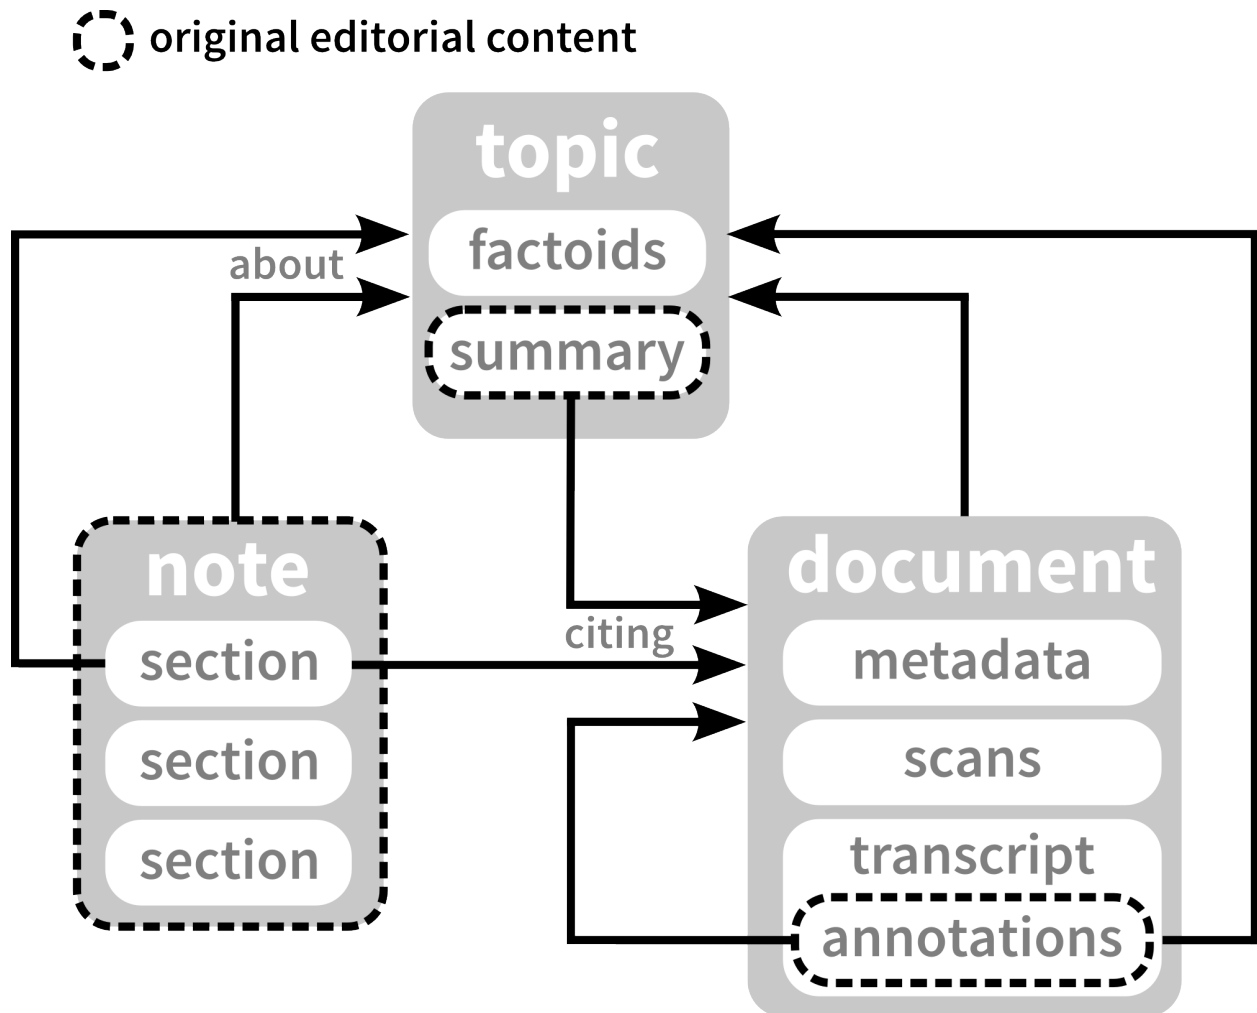 original editorial content
topic
factoids
about
summary
note
section
section
section
citing
document
metadata
scans
transcript
annotations